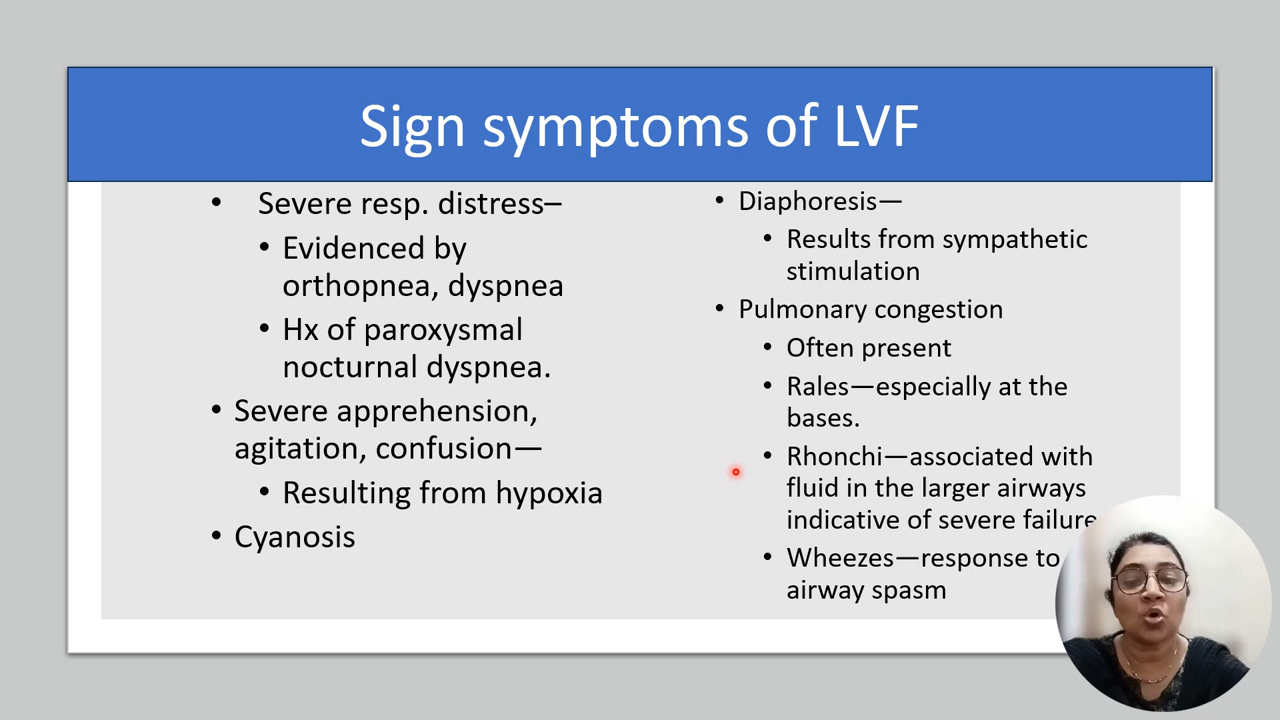 Sign symptoms of LVF
• Severe resp. distress–
• Evidenced by
orthopnea, dyspnea
• Hx of paroxysmal
nocturnal dyspnea.
• Severe apprehension,
agitation, confusion—
• Resulting from hypoxia
• Cyanosis
• Diaphoresis—
• Results from sympathetic
stimulation
• Pulmonary congestion
• Often present
• Rales—especially at the
bases.
• Rhonchi—associated with
fluid in the larger airways
indicative of severe failure
• Wheezes—response to
airway spasm